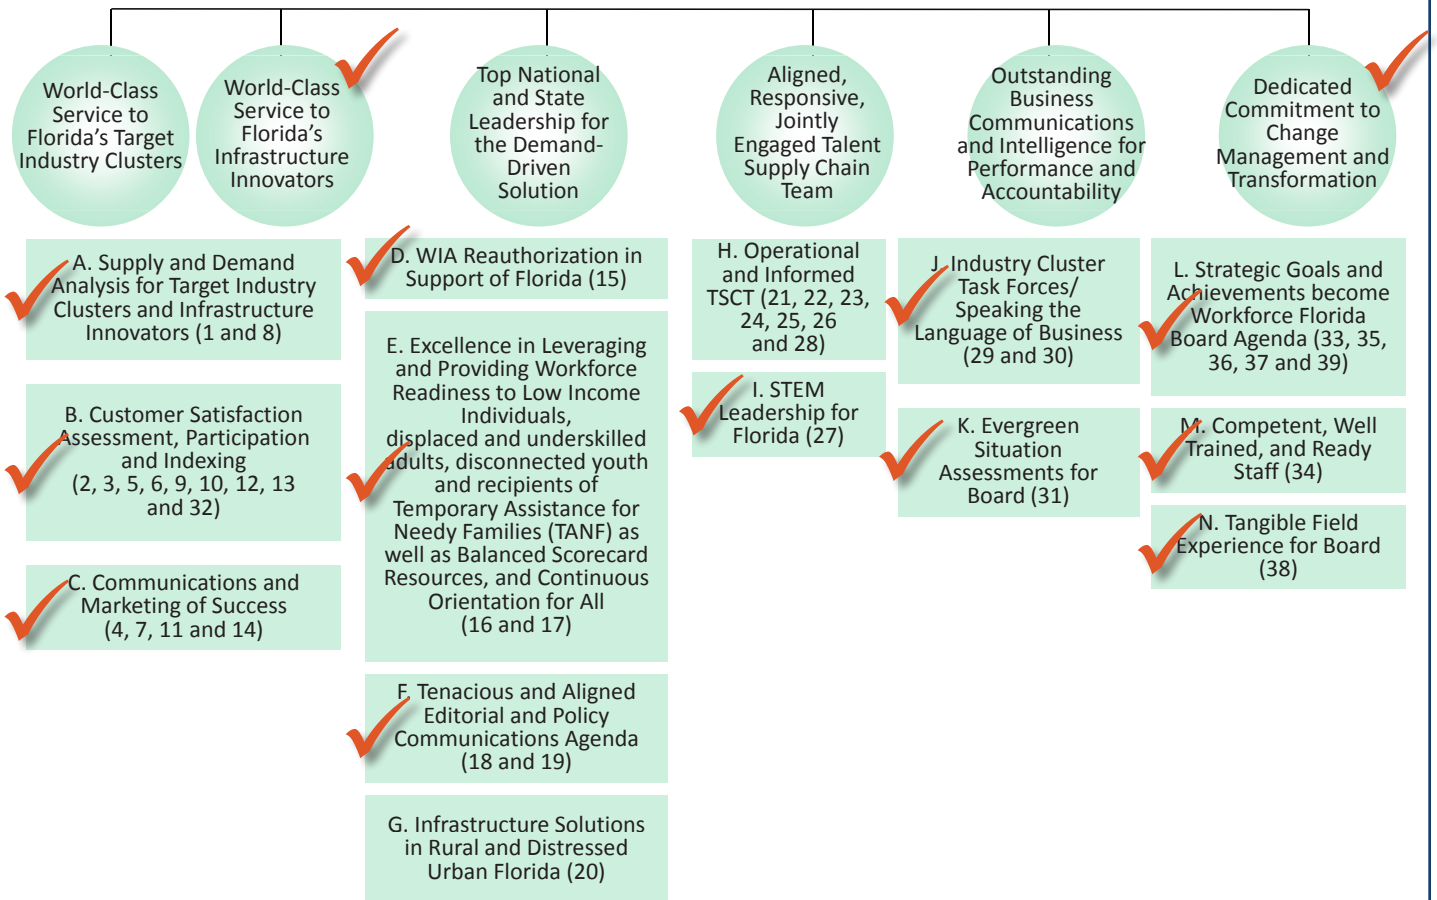 World-Class
Service to
Florida's Target
Industry Clusters
World-Class
Service to
Florida's
Infrastructure
Innovators
Top National
and State
Leadership for
the Demand-
Driven
Solution
Aligned,
Responsive,
Jointly
Engaged Talent
Supply Chain
Team
Outstanding
Business
Communications
and Intelligence for
Performance and
Accountability
Dedicated
Commitment to
Change
Management and
Transformation
A. Supply and Demand
Analysis for Target Industry
Clusters and Infrastructure
Innovators (1 and 8)
B. Customer Satisfaction
Assessment, Participation
and Indexing
(2, 3, 5, 6, 9, 10, 12, 13
and 32)
C. Communications and
Marketing of Success
(4, 7, 11 and 14)
D. WIA Reauthorization in
Support of Florida (15)
E. Excellence in Leveraging
and Providing Workforce
Readiness to Low Income
Individuals,
displaced and underskilled
adults, disconnected youth
and recipients of
Temporary Assistance for
Needy Families (TANF) as
well as Balanced Scorecard
Resources, and Continuous
Orientation for All
(16 and 17)
F. Tenacious and Aligned
Editorial and Policy
Communications Agenda
(18 and 19)
G. Infrastructure Solutions
in Rural and Distressed
Urban Florida (20)
H. Operational
and Informed
TSCT (21, 22, 23,
24, 25, 26
and 28)
I. STEM
Leadership for
Florida (27)
J. Industry Cluster
Task Forces/
Speaking the
Language of Business
(29 and 30)
K. Evergreen
Situation
Assessments for
Board (31)
L. Strategic Goals and
Achievements become
Workforce Florida
Board Agenda (33, 35,
36, 37 and 39)
M. Competent, Well
Trained, and Ready
Staff (34)
N. Tangible Field
Experience for Board
(38)